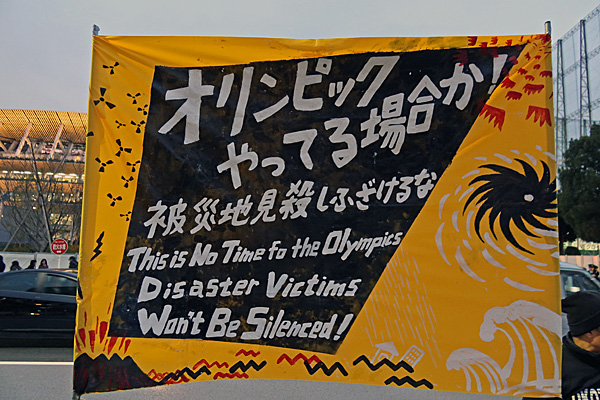 オリンピック
やってる場合か!
被災地見殺しふざけるな
This is No Time fo the Olympics
Disaster Victims
Won't Be Silenced!